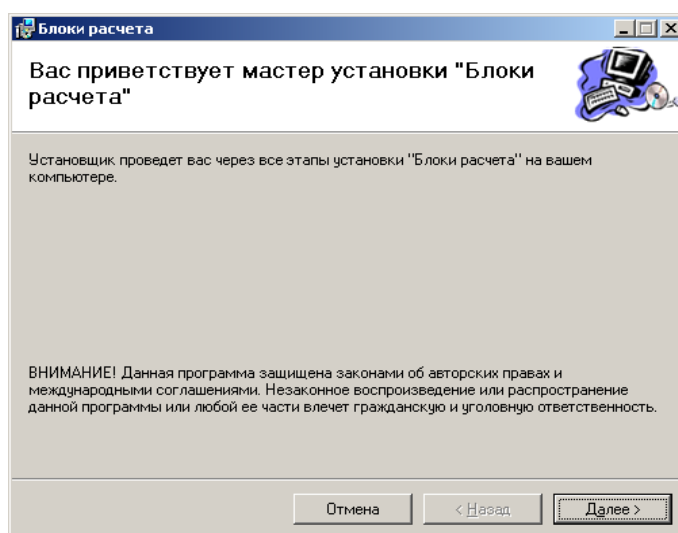 Блоки расчета
Вас приветствует мастер установки "Блоки
расчета"
Установщик проведет вас через все этапы установки "Блоки расчета" на вашем
компьютере.
ВНИМАНИЕ! Данная программа защищена законами об авторских правах и
международными соглашениями. Незаконное воспроизведение или распространение
данной программы или любой ее части влечет гражданскую и уголовную ответственность.
Отмена
< Назад
Далее >